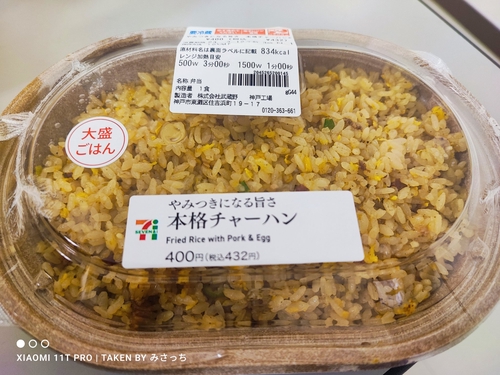 要冷蔵
原材料名は裏面ラベルに記載 834kcal
レンジ加熱目安
500W 3分00秒 1500W 1分00秒
名称 弁当
内容量 1食
製造者 株式会社武蔵野 神戸工場
神戸市東灘区住吉浜町19-17
gG44
0120-363-661
大盛
ごはん
やみつきになる旨さ
本格チャーハン
Fried Rice with Pork & Egg
400円(税込432円)
7
SEVEN & i
XIAOMI 11T PRO | TAKEN BY みさっち